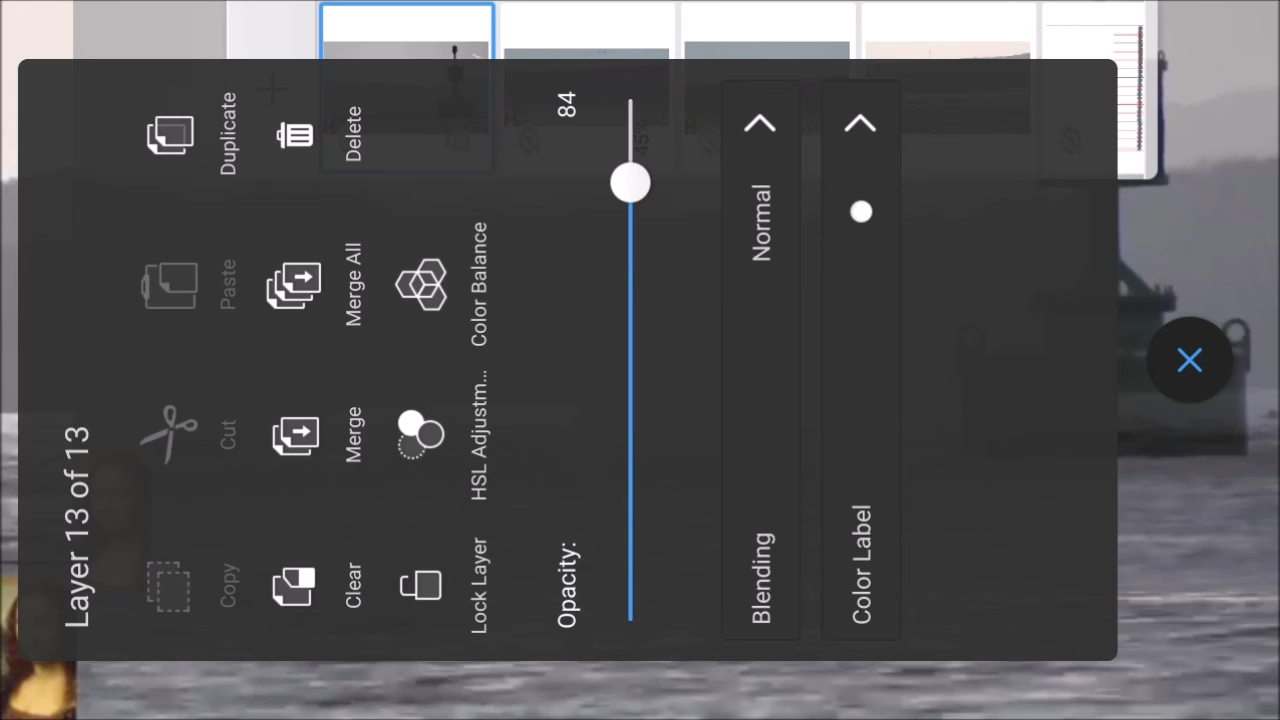 Layer 13 of 13
Copy
Cut
Paste
Duplicate
Clear
Merge
Merge All
Delete
Lock Layer
HSL Adjustm...
Color Balance
Opacity:
84
45%
Blending
Normal
Color Label